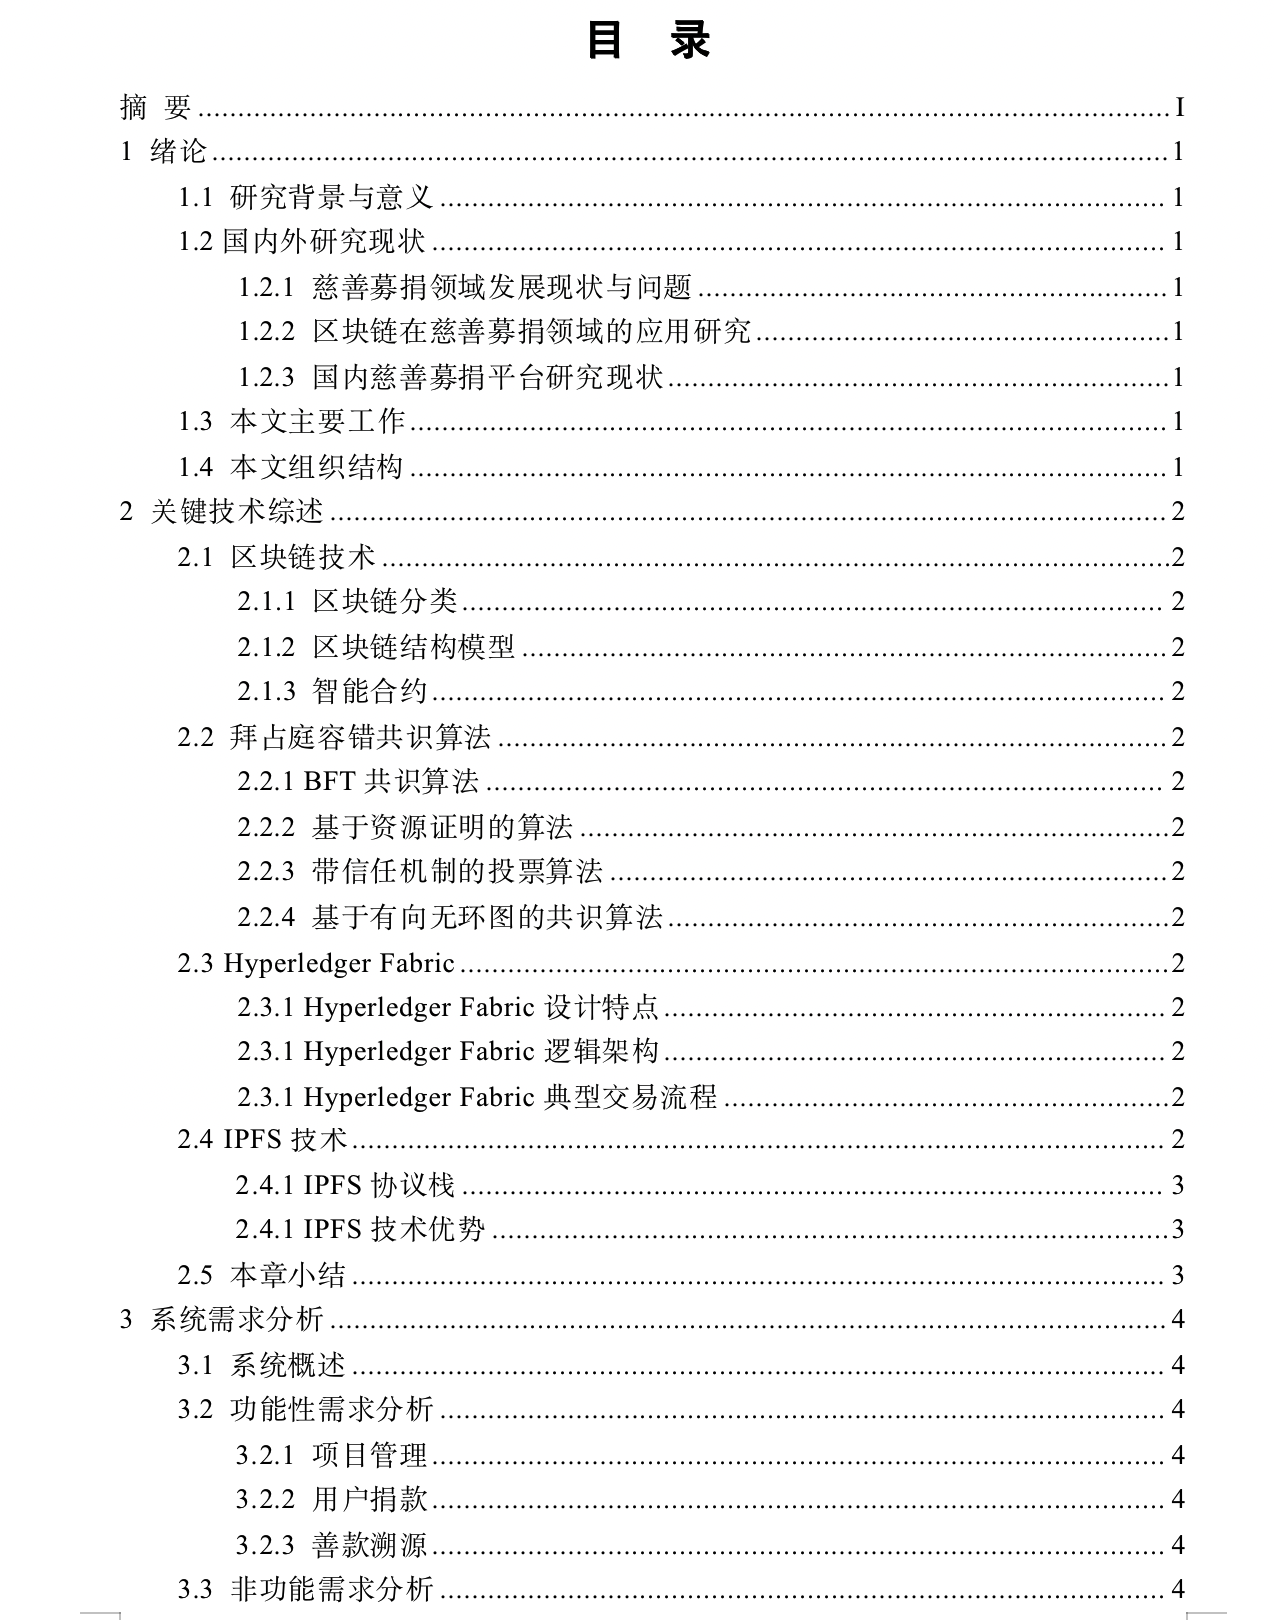 目 录
摘 要 ........ I
1 绪论 ........ 1
1.1 研究背景与意义 ........ 1
1.2 国内外研究现状 ........ 1
1.2.1 慈善募捐领域发展现状与问题 ........ 1
1.2.2 区块链在慈善募捐领域的应用研究 ........ 1
1.2.3 国内慈善募捐平台研究现状 ........ 1
1.3 本文主要工作 ........ 1
1.4 本文组织结构 ........ 1
2 关键技术综述 ........ 2
2.1 区块链技术 ........ 2
2.1.1 区块链分类 ........ 2
2.1.2 区块链结构模型 ........ 2
2.1.3 智能合约 ........ 2
2.2 拜占庭容错共识算法 ........ 2
2.2.1 BFT 共识算法 ........ 2
2.2.2 基于资源证明的算法 ........ 2
2.2.3 带信任机制的投票算法 ........ 2
2.2.4 基于有向无环图的共识算法 ........ 2
2.3 Hyperledger Fabric ........ 2
2.3.1 Hyperledger Fabric 设计特点 ........ 2
2.3.1 Hyperledger Fabric 逻辑架构 ........ 2
2.3.1 Hyperledger Fabric 典型交易流程 ........ 2
2.4 IPFS 技术 ........ 2
2.4.1 IPFS 协议栈 ........ 3
2.4.1 IPFS 技术优势 ........ 3
2.5 本章小结 ........ 3
3 系统需求分析 ........ 4
3.1 系统概述 ........ 4
3.2 功能性需求分析 ........ 4
3.2.1 项目管理 ........ 4
3.2.2 用户捐款 ........ 4
3.2.3 善款溯源 ........ 4
3.3 非功能需求分析 ........ 4